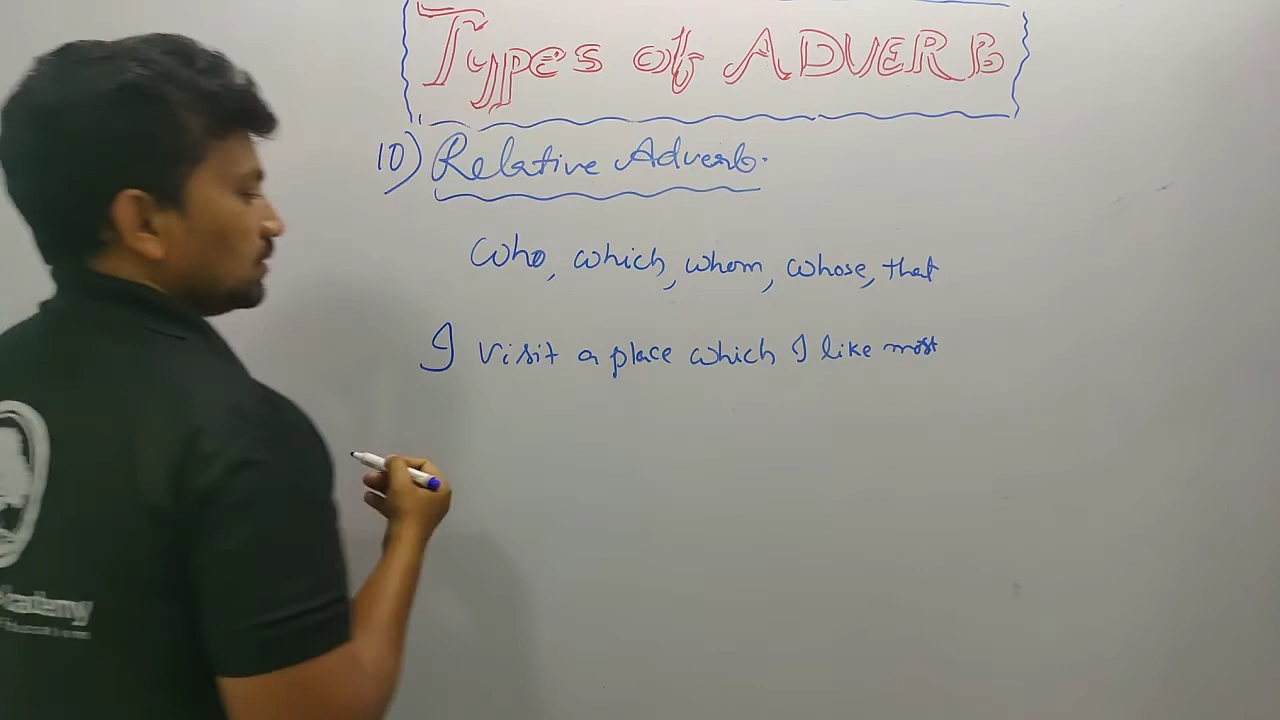 Types of ADVERB
10) Relative Adverb.
Who, which, whom, whose, that
I visit a place which I like most